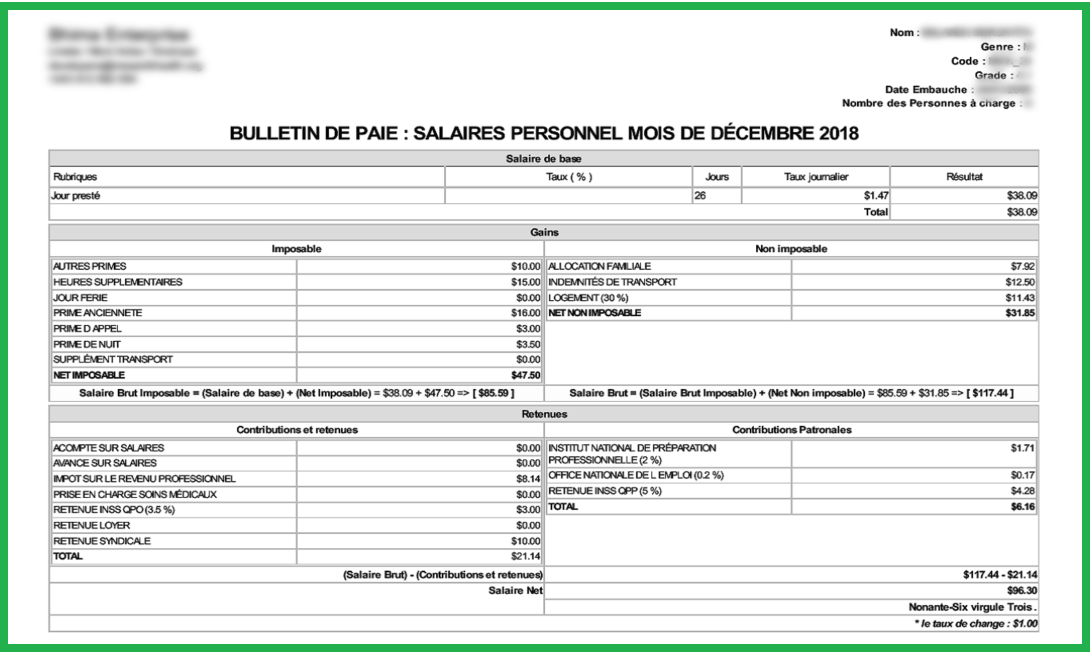 Nom :
Genre :
Code :
Grade :
Date Embauche :
Nombre des Personnes à charge :
BULLETIN DE PAIE : SALAIRES PERSONNEL MOIS DE DÉCEMBRE 2018
Salaire de base
Rubriques Taux ( % ) Jours Taux journalier Résultat
Jour presté 26 $1.47 $38.09
Total $38.09
Gains
Imposable Non imposable
AUTRES PRIMES $10.00 ALLOCATION FAMILIALE $7.92
HEURES SUPPLEMENTAIRES $15.00 INDEMNITÉS DE TRANSPORT $12.50
JOUR FERIE $0.00 LOGEMENT (30 %) $11.43
PRIME ANCIENNETE $16.00 NET NON IMPOSABLE $31.85
PRIME D APPEL $3.00
PRIME DE NUIT $3.50
SUPPLÉMENT TRANSPORT $0.00
NET IMPOSABLE $47.50
Salaire Brut Imposable = (Salaire de base) + (Net Imposable) = $38.09 + $47.50 => [ $85.59 ] Salaire Brut = (Salaire Brut Imposable) + (Net Non imposable) = $85.59 + $31.85 => [ $117.44 ]
Retenues
Contributions et retenues Contributions Patronales
ACOMPTE SUR SALAIRES $0.00 INSTITUT NATIONAL DE PRÉPARATION $1.71
AVANCE SUR SALAIRES $0.00 PROFESSIONNELLE (2 %)
IMPOT SUR LE REVENU PROFESSIONNEL $8.14 OFFICE NATIONALE DE L EMPLOI (0.2 %) $0.17
PRISE EN CHARGE SOINS MÉDICAUX $0.00 RETENUE INSS QPP (5 %) $4.28
RETENUE INSS QPO (3.5 %) $3.00 TOTAL $6.16
RETENUE LOYER $0.00
RETENUE SYNDICALE $10.00
TOTAL $21.14
(Salaire Brut) - (Contributions et retenues) $117.44 - $21.14
Salaire Net $96.30
Nonante-Six virgule Trois .
* le taux de change : $1.00